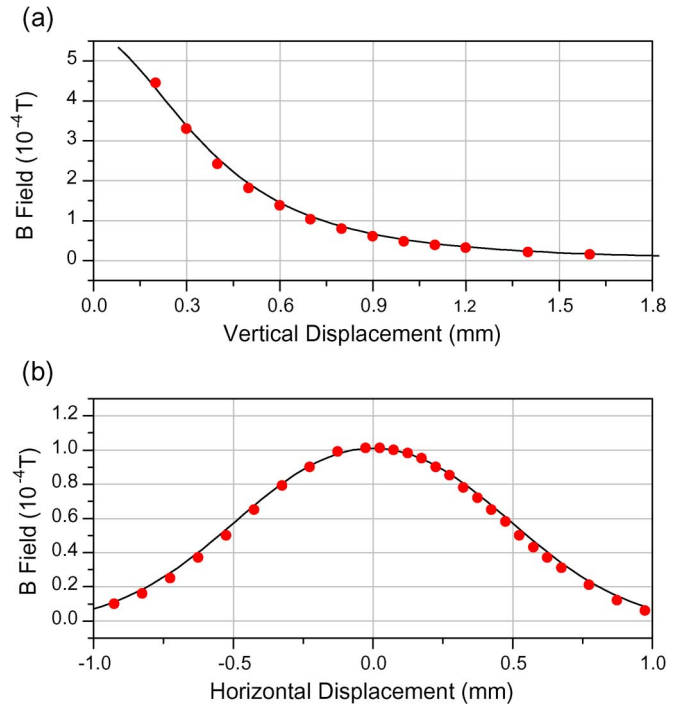 (a)
5
4
3
2
1
0
B Field (10⁻⁴T)
0.0 0.3 0.6 0.9 1.2 1.5 1.8
Vertical Displacement (mm)
(b)
1.2
1.0
0.8
0.6
0.4
0.2
0.0
B Field (10⁻⁴T)
-1.0 -0.5 0.0 0.5 1.0
Horizontal Displacement (mm)